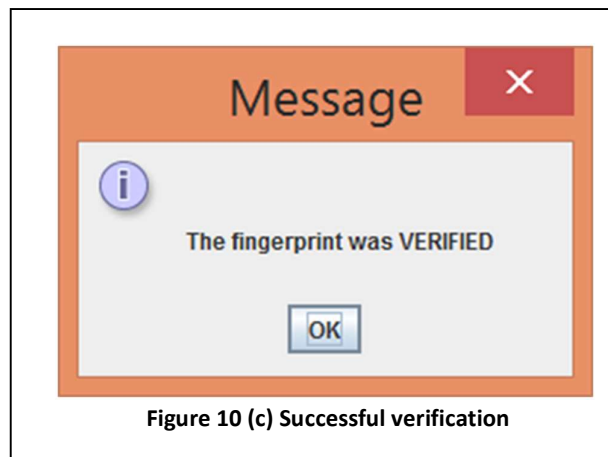 Message
The fingerprint was VERIFIED
OK
Figure 10 (c) Successful verification